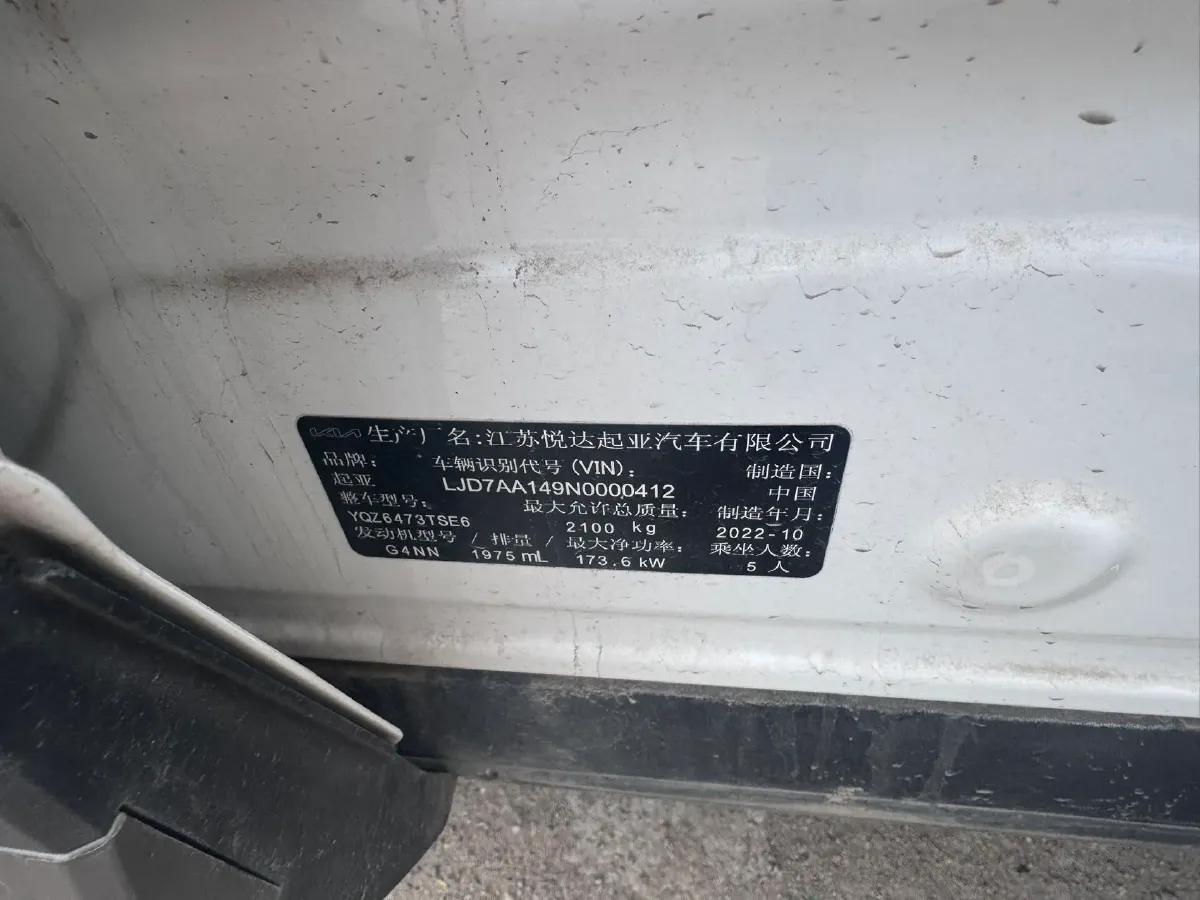 KIA 生产厂名:江苏悦达起亚汽车有限公司
品牌: 车辆识别代号(VIN): 制造国:
起亚 LJD7AA149N0000412 中国
整车型号: 最大允许总质量: 制造年月:
YQZ6473TSE6 2100 kg 2022-10
发动机型号 / 排量 / 最大净功率: 乘坐人数:
G4NN 1975 mL 173.6 kW 5 人